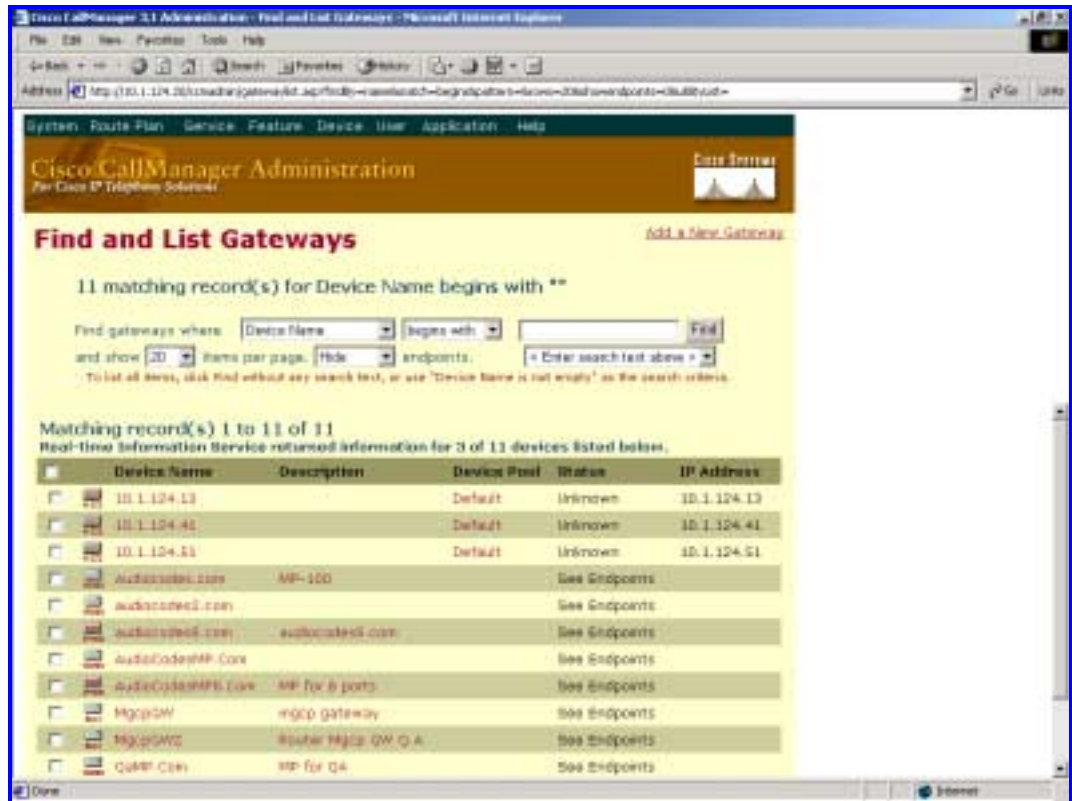 Cisco CallManager 3.1 Administration - Find and List Gateways - Microsoft Internet Explorer
File Edit View Favorites Tools Help
Back Search Favorites History
Address Go Links
System Route Plan Service Feature Device User Application Help
Cisco CallManager Administration
For Cisco IP Telephony Solutions
Cisco Systems
Find and List Gateways
Add a New Gateway
11 matching record(s) for Device Name begins with ""
Find gateways where Device Name begins with Find
and show 20 items per page. Hide endpoints. < Enter search text above >
To list all items, click Find without any search text, or use "Device Name is not empty" as the search criteria.
Matching record(s) 1 to 11 of 11
Real-time Information Service returned information for 3 of 11 devices listed below.
Device Name Description Device Pool Status IP Address
10.1.124.13 Default Unknown 10.1.124.13
10.1.124.41 Default Unknown 10.1.124.41
10.1.124.51 Default Unknown 10.1.124.51
Audiocodes.com MP-100 See Endpoints
audiocodes2.com See Endpoints
See Endpoints
AudioCodesMP.Com See Endpoints
MP for 8 ports See Endpoints
MgcpGW mgcp gateway See Endpoints
MgcpGW2 Router Mgcp GW Q A See Endpoints
QaMP.Com MP for QA See Endpoints
Done Internet